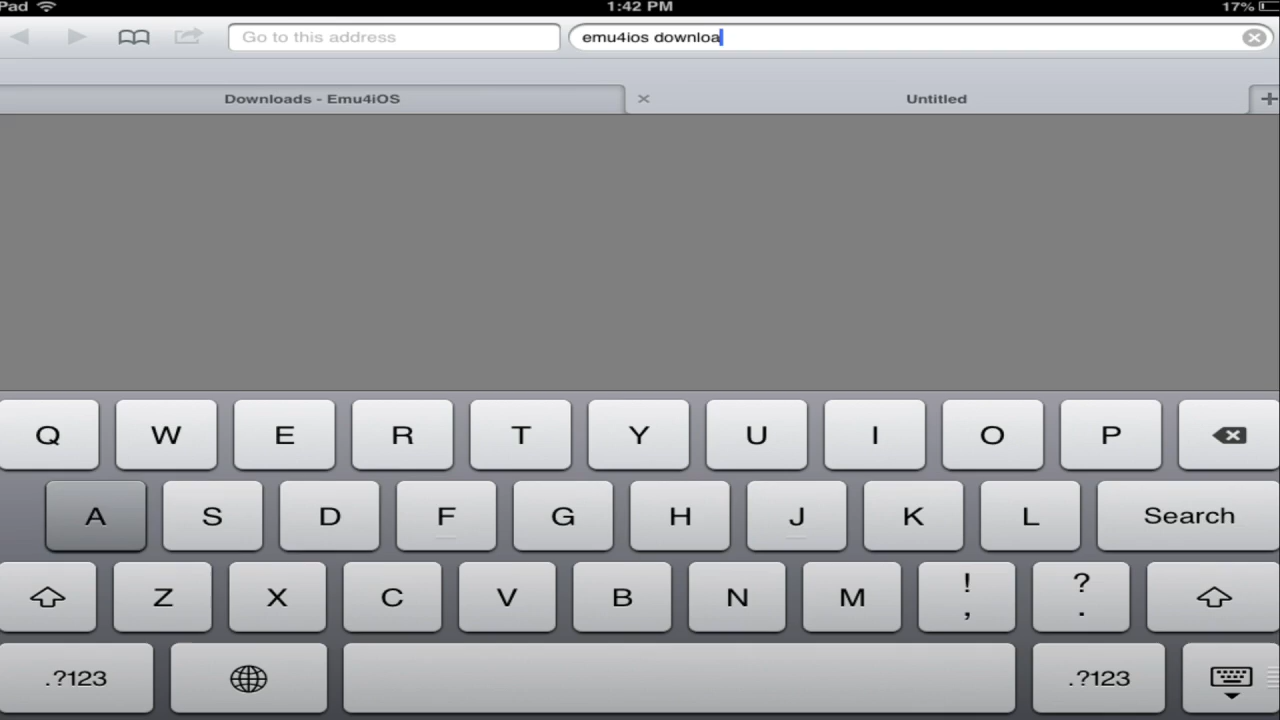 Pad 1:42 PM 17%
Go to this address emu4ios downloa
Downloads - Emu4iOS Untitled
Q W E R T Y U I O P
A S D F G H J K L Search
Z X C V B N M ! , ? .
.?123 .?123